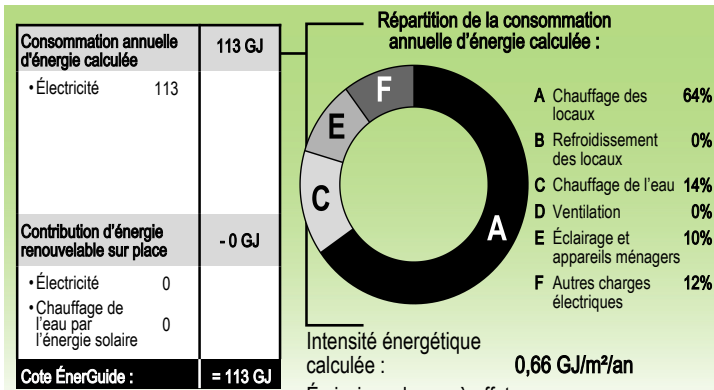 Consommation annuelle
d'énergie calculée
113 GJ
• Électricité 113
Contribution d'énergie
renouvelable sur place
- 0 GJ
• Électricité 0
• Chauffage de
l'eau par
l'énergie solaire
0
Cote ÉnerGuide : = 113 GJ
Répartition de la consommation
annuelle d'énergie calculée :
F
E
C
A
A Chauffage des
locaux
64%
B Refroidissement
des locaux
0%
C Chauffage de l'eau 14%
D Ventilation 0%
E Éclairage et
appareils ménagers
10%
F Autres charges
électriques
12%
Intensité énergétique
calculée : 0,66 GJ/m²/an